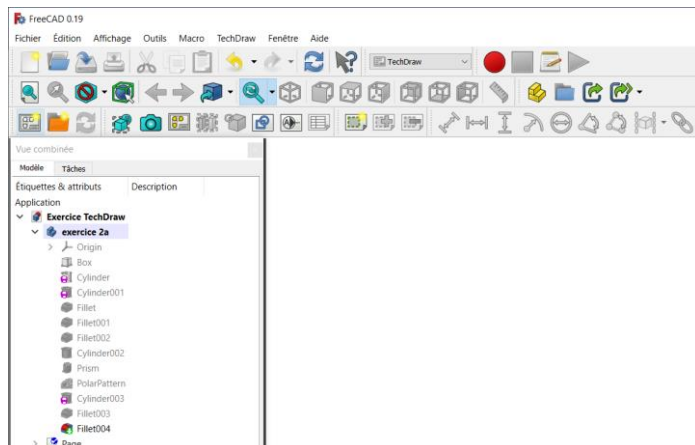 FreeCAD 0.19
Fichier Édition Affichage Outils Macro TechDraw Fenêtre Aide
TechDraw
Vue combinée
Modèle Tâches
Étiquettes & attributs Description
Application
Exercice TechDraw
exercice 2a
Origin
Box
Cylinder
Cylinder001
Fillet
Fillet001
Fillet002
Cylinder002
Prism
PolarPattern
Cylinder003
Fillet003
Fillet004
Page